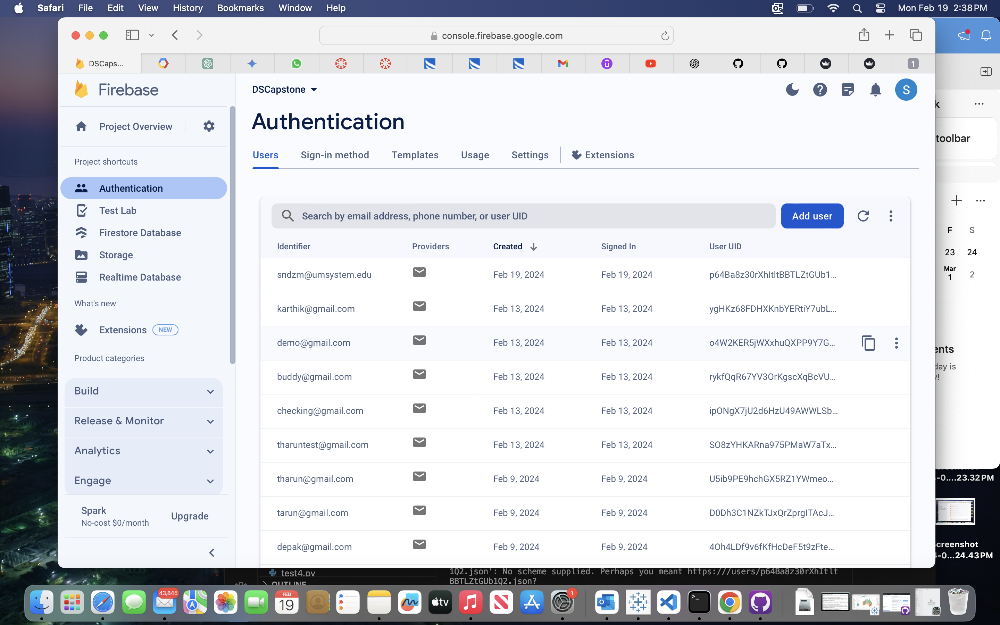 Safari File Edit View History Bookmarks Window Help Mon Feb 19 2:38 PM
console.firebase.google.com
DSCaps...
1
Firebase
Project Overview
Project shortcuts
Authentication
Test Lab
Firestore Database
Storage
Realtime Database
What's new
Extensions NEW
Product categories
Build
Release & Monitor
Analytics
Engage
Spark
No-cost $0/month
Upgrade
DSCapstone
S
Authentication
Users Sign-in method Templates Usage Settings Extensions
Search by email address, phone number, or user UID
Add user
Identifier Providers Created Signed In User UID
sndzm@umsystem.edu Feb 19, 2024 Feb 19, 2024 p64Ba8z30rXhItltBBTLZtGUb1...
karthik@gmail.com Feb 13, 2024 Feb 13, 2024 ygHKz68FDHXKnbYERtiY7ubL...
demo@gmail.com Feb 13, 2024 Feb 13, 2024 o4W2KER5jWXxhuQXPP9Y7G...
buddy@gmail.com Feb 13, 2024 Feb 13, 2024 rykfQqR67YV3OrKgscXqBcVU...
checking@gmail.com Feb 13, 2024 Feb 13, 2024 ipONgX7jU2d6HzU49AWWLSb...
tharuntest@gmail.com Feb 13, 2024 Feb 13, 2024 SO8zYHKARna975PMaW7aTx...
tharun@gmail.com Feb 9, 2024 Feb 9, 2024 U5ib9PE9hchGX5RZ1YWmeo...
tarun@gmail.com Feb 9, 2024 Feb 9, 2024 D0Dh3C1NZkTJxQrZprgITAcJ...
depak@gmail.com Feb 9, 2024 Feb 9, 2024 4Oh4LDf9v6fKfHcDeF5t9zFte...
k
toolbar
F S
23 24
Mar
1 2
ents
day is
y!
-0....23.32 PM
creenshot
-0...24.43 PM
test4.py
OUTLINE
1Q2.json': No scheme supplied. Perhaps you meant https:///users/p64Ba8z30rXhItlt
BBTLZtGUb1Q2.json?
43,845
FEB
19
tv
1